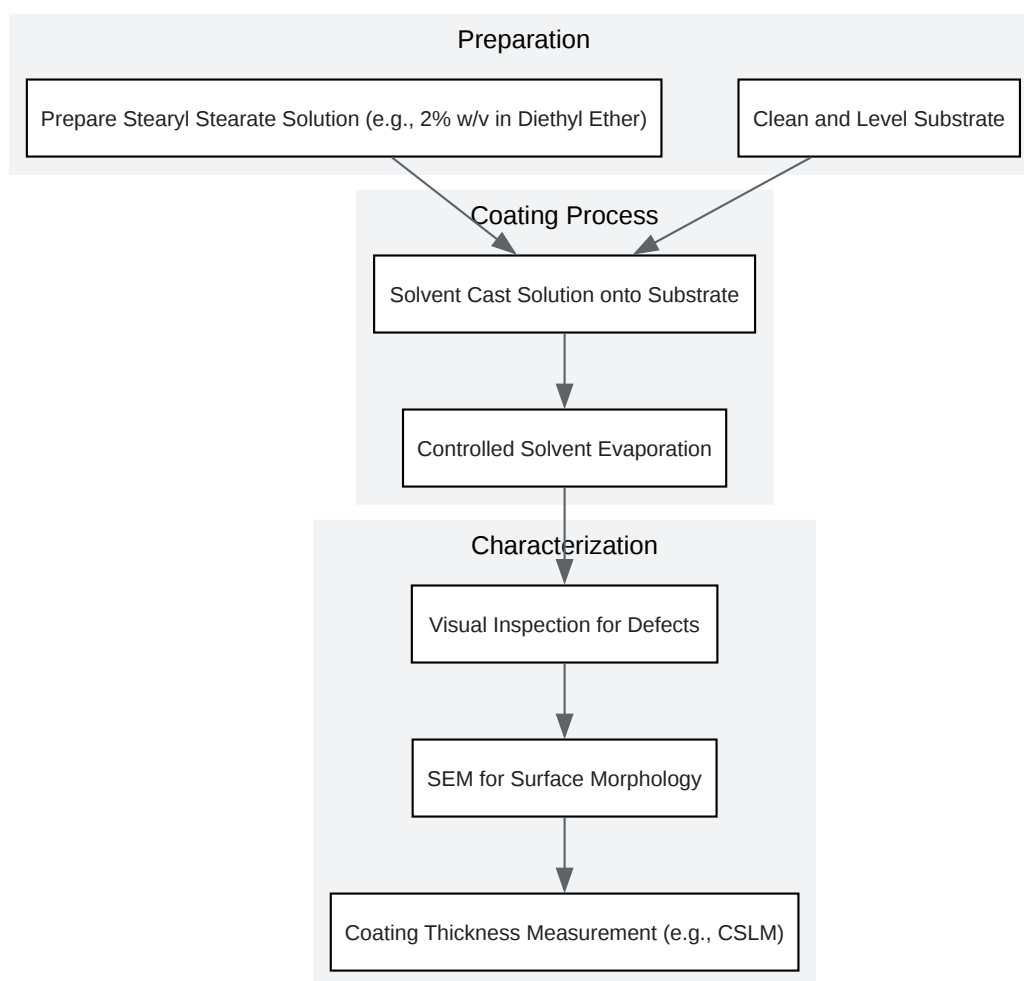 Preparation
Prepare Stearyl Stearate Solution (e.g., 2% w/v in Diethyl Ether)
Clean and Level Substrate
Coating Process
Solvent Cast Solution onto Substrate
Controlled Solvent Evaporation
Characterization
Visual Inspection for Defects
SEM for Surface Morphology
Coating Thickness Measurement (e.g., CSLM)